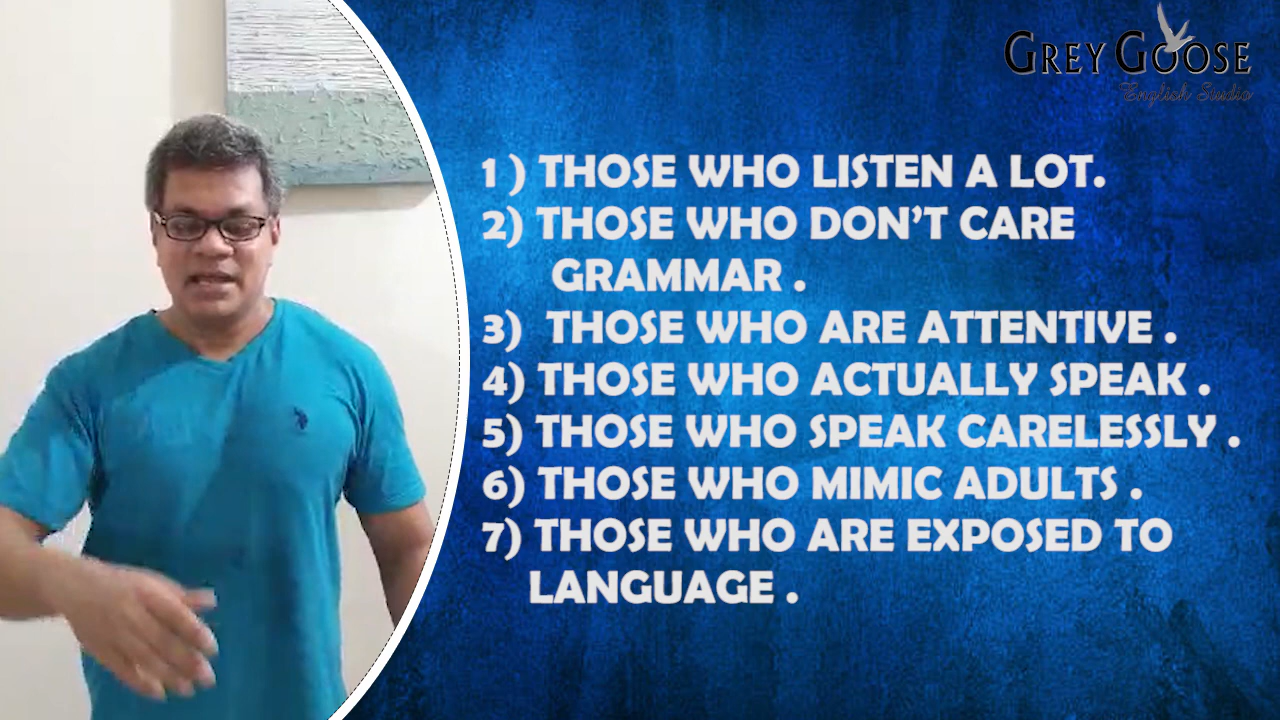 GREY GOOSE
English Studio
1) THOSE WHO LISTEN A LOT.
2) THOSE WHO DON'T CARE
GRAMMAR .
3) THOSE WHO ARE ATTENTIVE .
4) THOSE WHO ACTUALLY SPEAK .
5) THOSE WHO SPEAK CARELESSLY .
6) THOSE WHO MIMIC ADULTS .
7) THOSE WHO ARE EXPOSED TO
LANGUAGE .